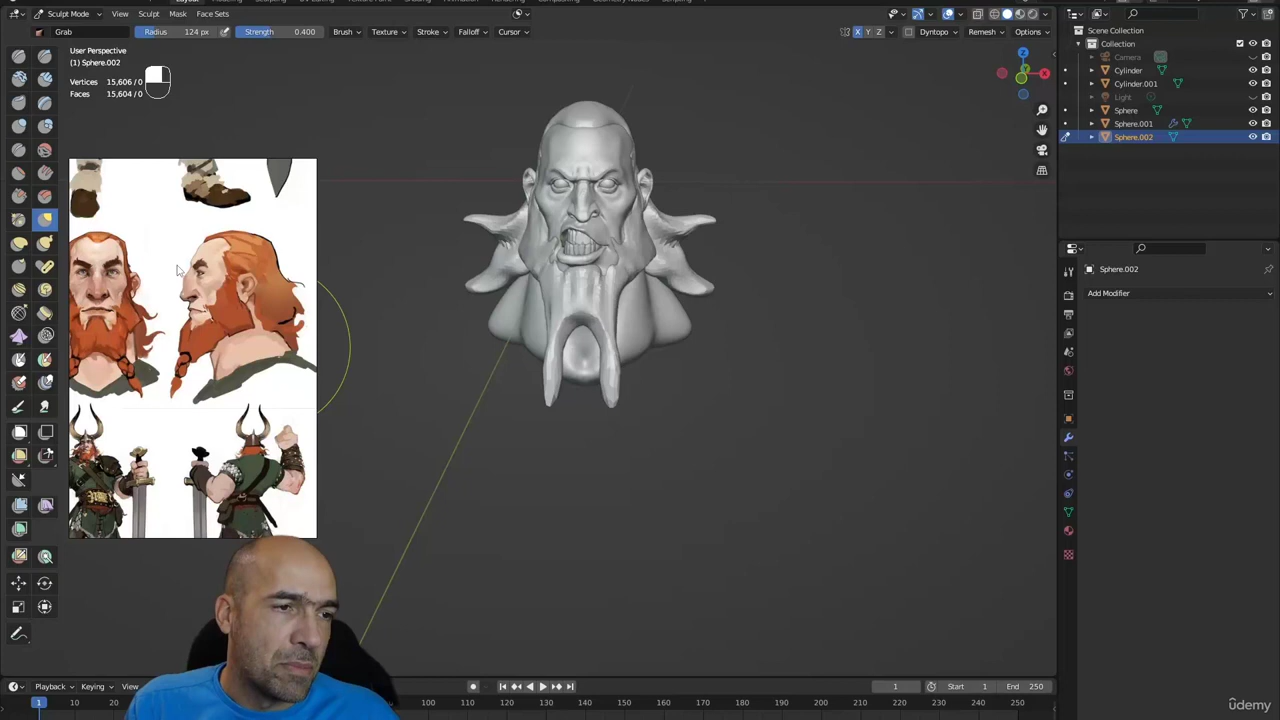 Sculpt Mode View Sculpt Mask Face Sets
Grab Radius 124 px Strength 0.400 Brush Texture Stroke Falloff Cursor X Y Z Dyntopo Remesh Options
User Perspective
(1) Sphere.002
Vertices 15,606 / 0
Faces 15,604 / 0
Z
X
Scene Collection
Collection
Camera
Cylinder
Cylinder.001
Light
Sphere
Sphere.001
Sphere.002
Sphere.002
Add Modifier
Playback Keying View 1 Start 1 End 250
1 10 20 100 110 120 130 140 150 160 170 180 190 200 210 220 230 240 250
ûdemy